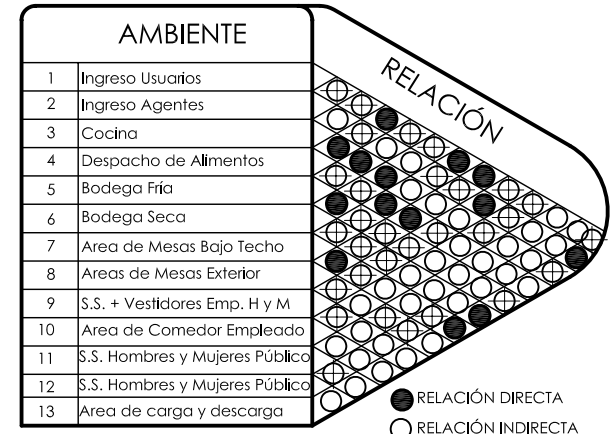 AMBIENTE
RELACIÓN
1 Ingreso Usuarios
2 Ingreso Agentes
3 Cocina
4 Despacho de Alimentos
5 Bodega Fría
6 Bodega Seca
7 Area de Mesas Bajo Techo
8 Areas de Mesas Exterior
9 S.S. + Vestidores Emp. H y M
10 Area de Comedor Empleado
11 S.S. Hombres y Mujeres Público
12 S.S. Hombres y Mujeres Público
13 Area de carga y descarga
RELACIÓN DIRECTA
RELACIÓN INDIRECTA